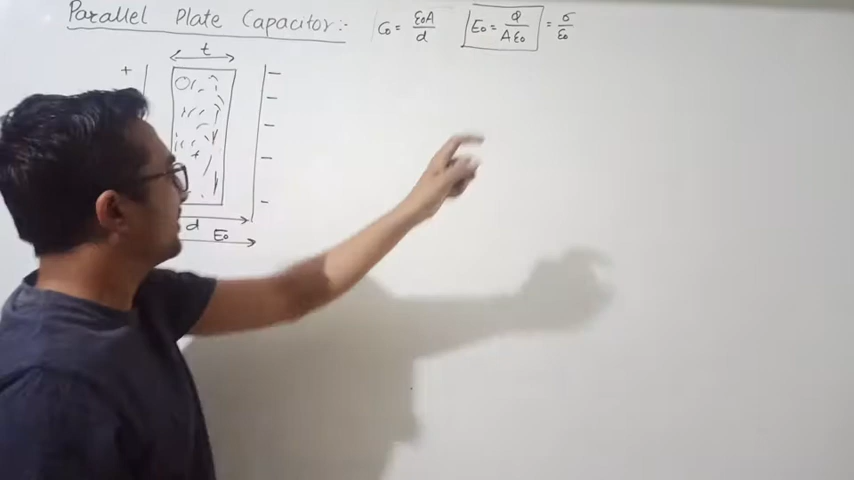 Parallel Plate Capacitor:- C₀ = ε₀A/d E₀ = Q/Aε₀ = σ/ε₀
t
+ -
-
-
-
-
d
E₀